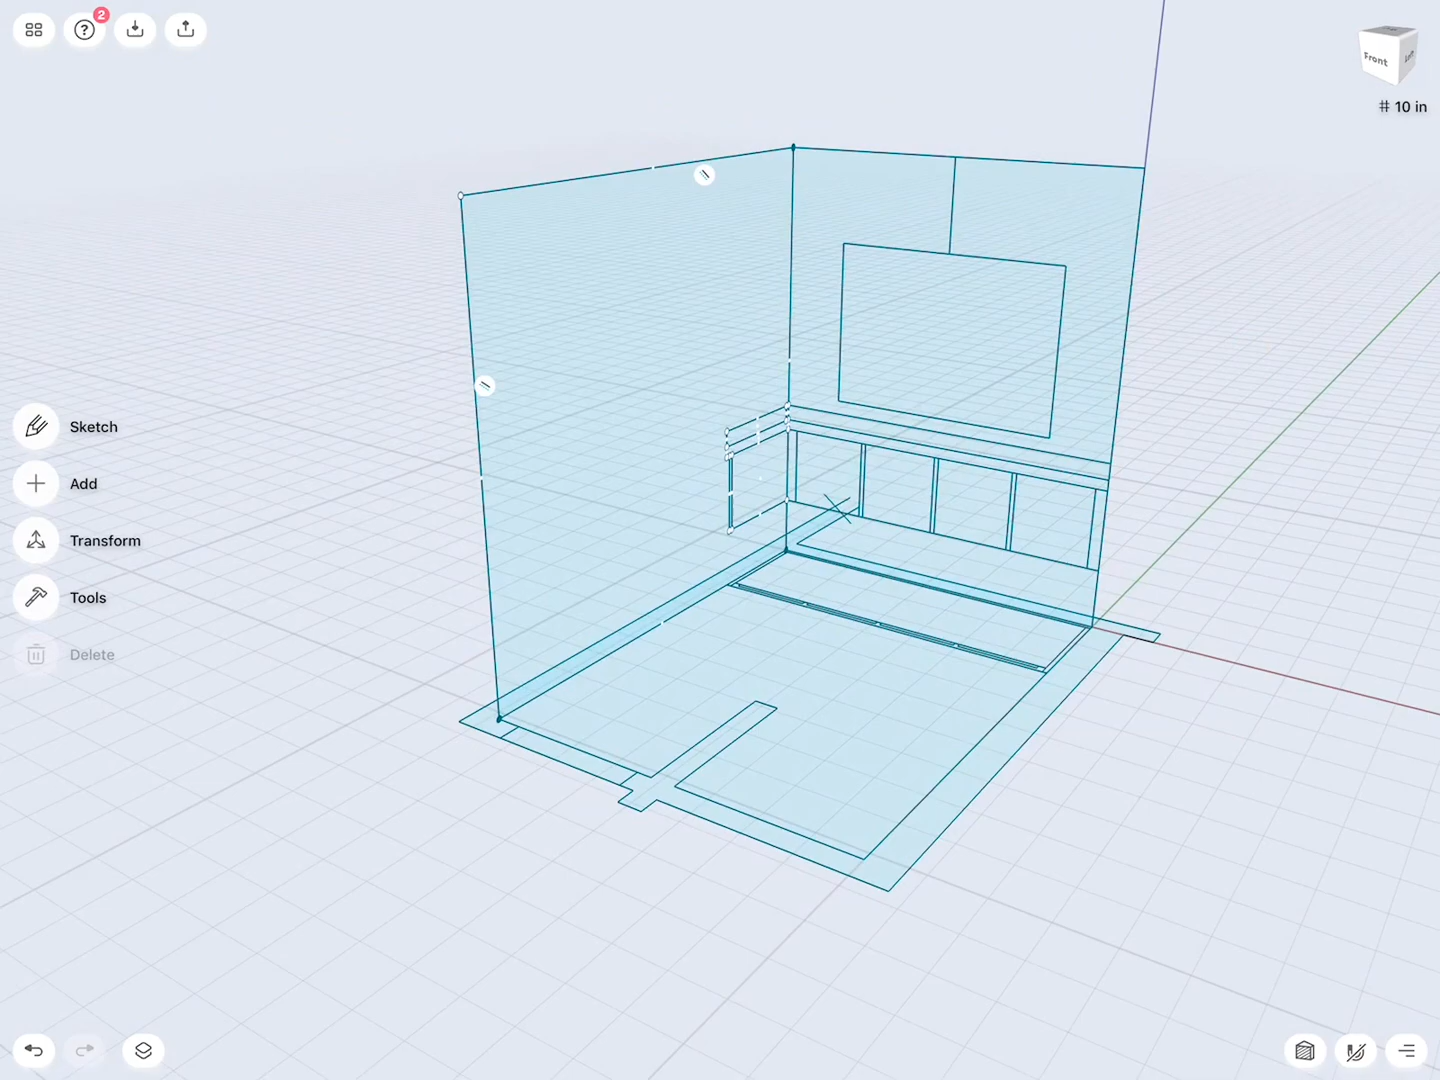 2
Front
Left
# 10 in
Sketch
Add
Transform
Tools
Delete